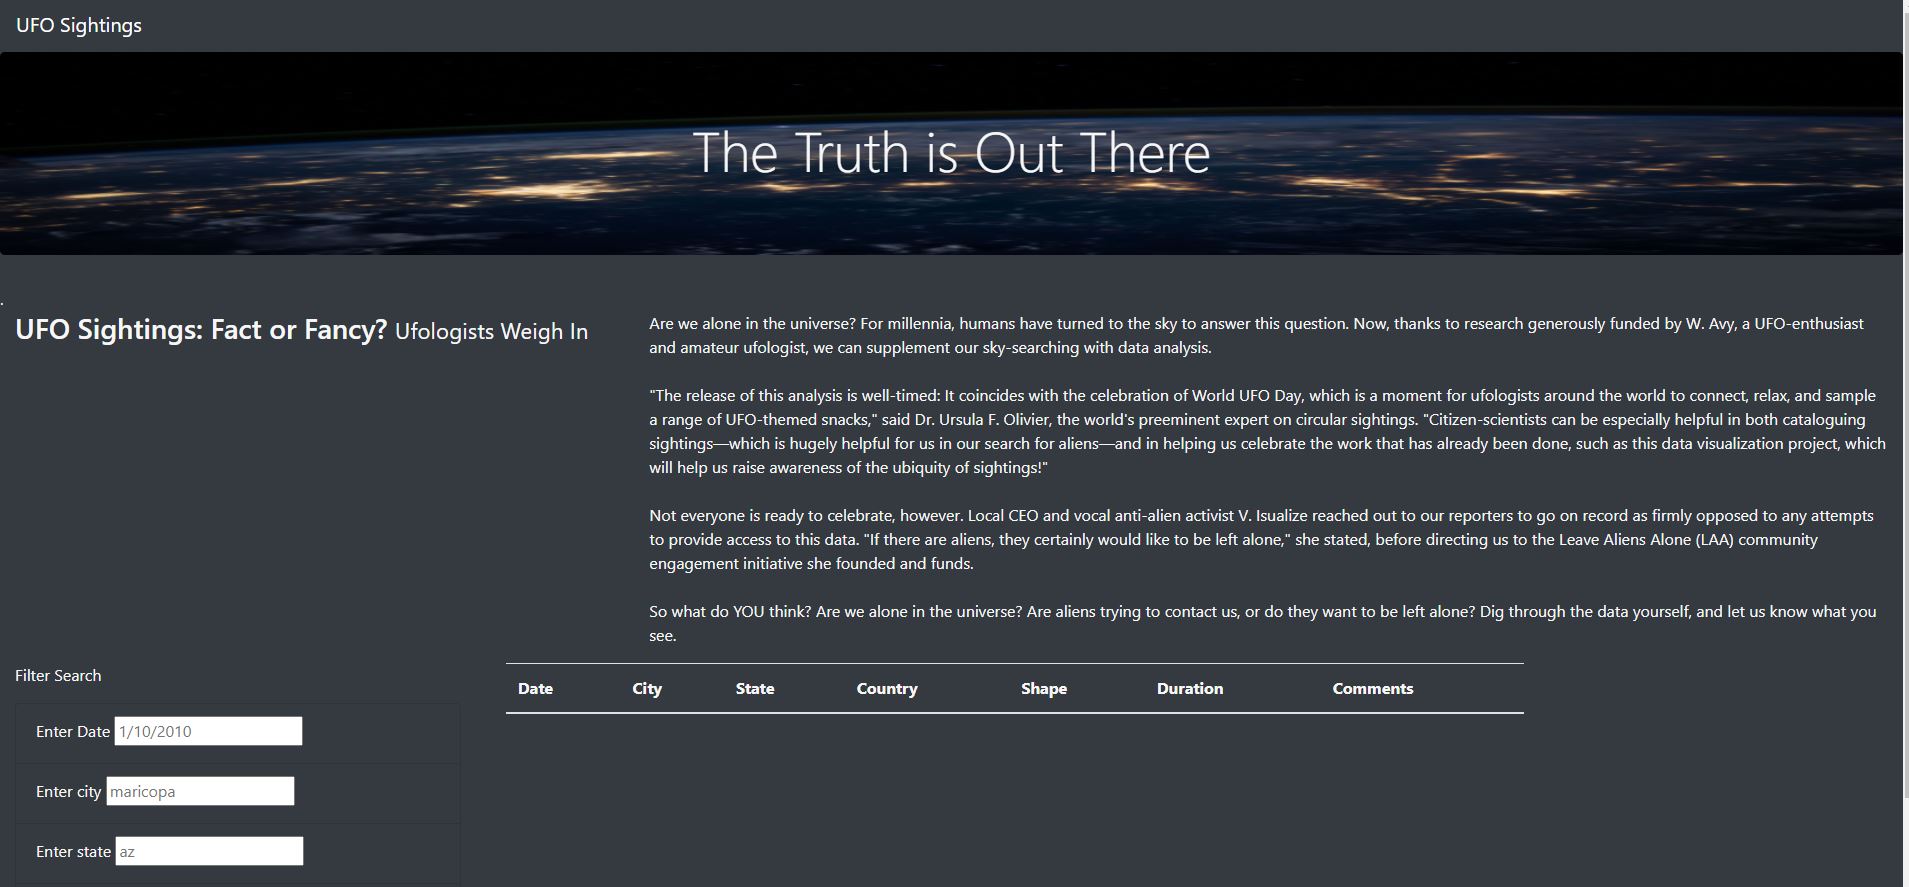 UFO Sightings
The Truth is Out There
.
UFO Sightings: Fact or Fancy? Ufologists Weigh In
Are we alone in the universe? For millennia, humans have turned to the sky to answer this question. Now, thanks to research generously funded by W. Avy, a UFO-enthusiast
and amateur ufologist, we can supplement our sky-searching with data analysis.
"The release of this analysis is well-timed: It coincides with the celebration of World UFO Day, which is a moment for ufologists around the world to connect, relax, and sample
a range of UFO-themed snacks," said Dr. Ursula F. Olivier, the world's preeminent expert on circular sightings. "Citizen-scientists can be especially helpful in both cataloguing
sightings—which is hugely helpful for us in our search for aliens—and in helping us celebrate the work that has already been done, such as this data visualization project, which
will help us raise awareness of the ubiquity of sightings!"
Not everyone is ready to celebrate, however. Local CEO and vocal anti-alien activist V. Isualize reached out to our reporters to go on record as firmly opposed to any attempts
to provide access to this data. "If there are aliens, they certainly would like to be left alone," she stated, before directing us to the Leave Aliens Alone (LAA) community
engagement initiative she founded and funds.
So what do YOU think? Are we alone in the universe? Are aliens trying to contact us, or do they want to be left alone? Dig through the data yourself, and let us know what you
see.
Filter Search
Enter Date 1/10/2010
Enter city maricopa
Enter state az
Date City State Country Shape Duration Comments